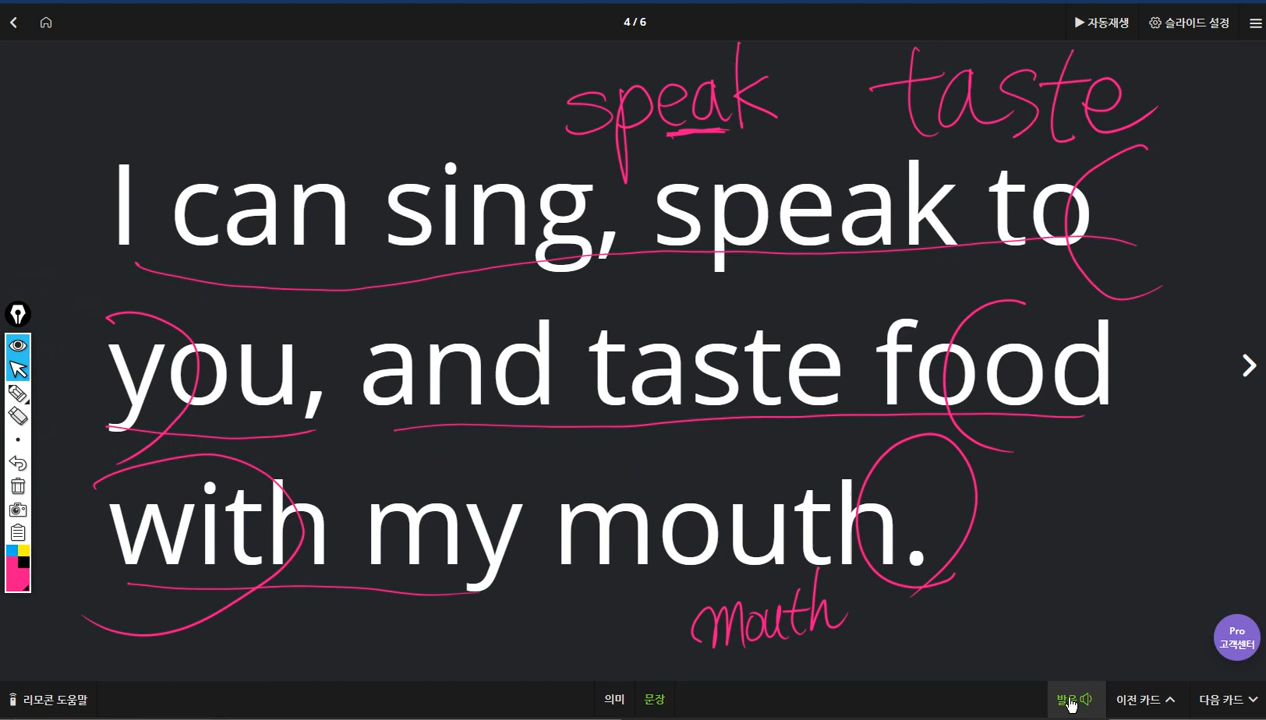 4 / 6
자동재생
슬라이드 설정
speak taste
I can sing, speak to
you, and taste food
with my mouth.
mouth
Pro
고객센터
리모콘 도움말
의미
문장
이전 카드
다음 카드